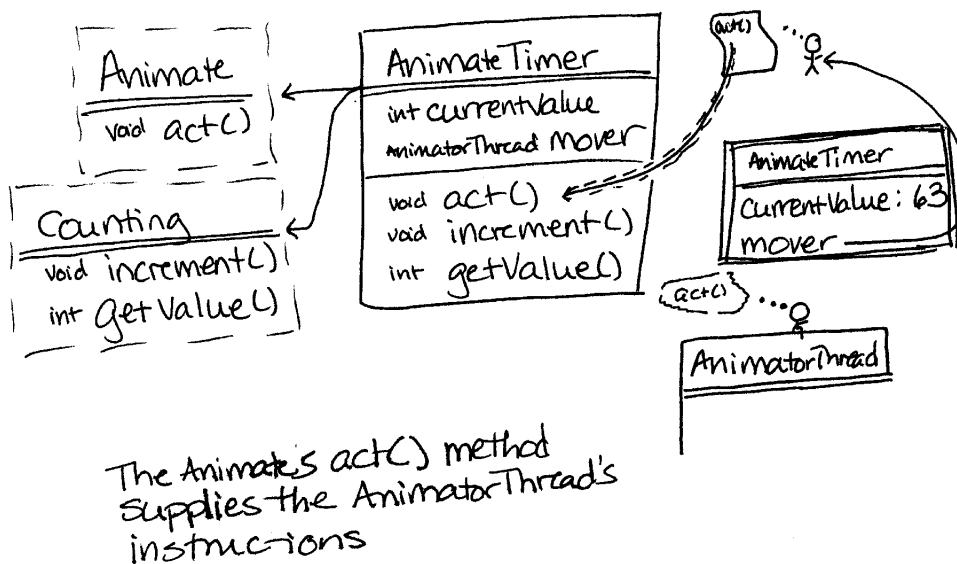 Animate
void act()
Counting
void increment()
int getValue()
AnimateTimer
int currentValue
AnimatorThread mover
void act()
void increment()
int getValue()
act()
AnimateTimer
currentValue: 63
mover
act()
AnimatorThread
The Animate's act() method
supplies the AnimatorThread's
instructions